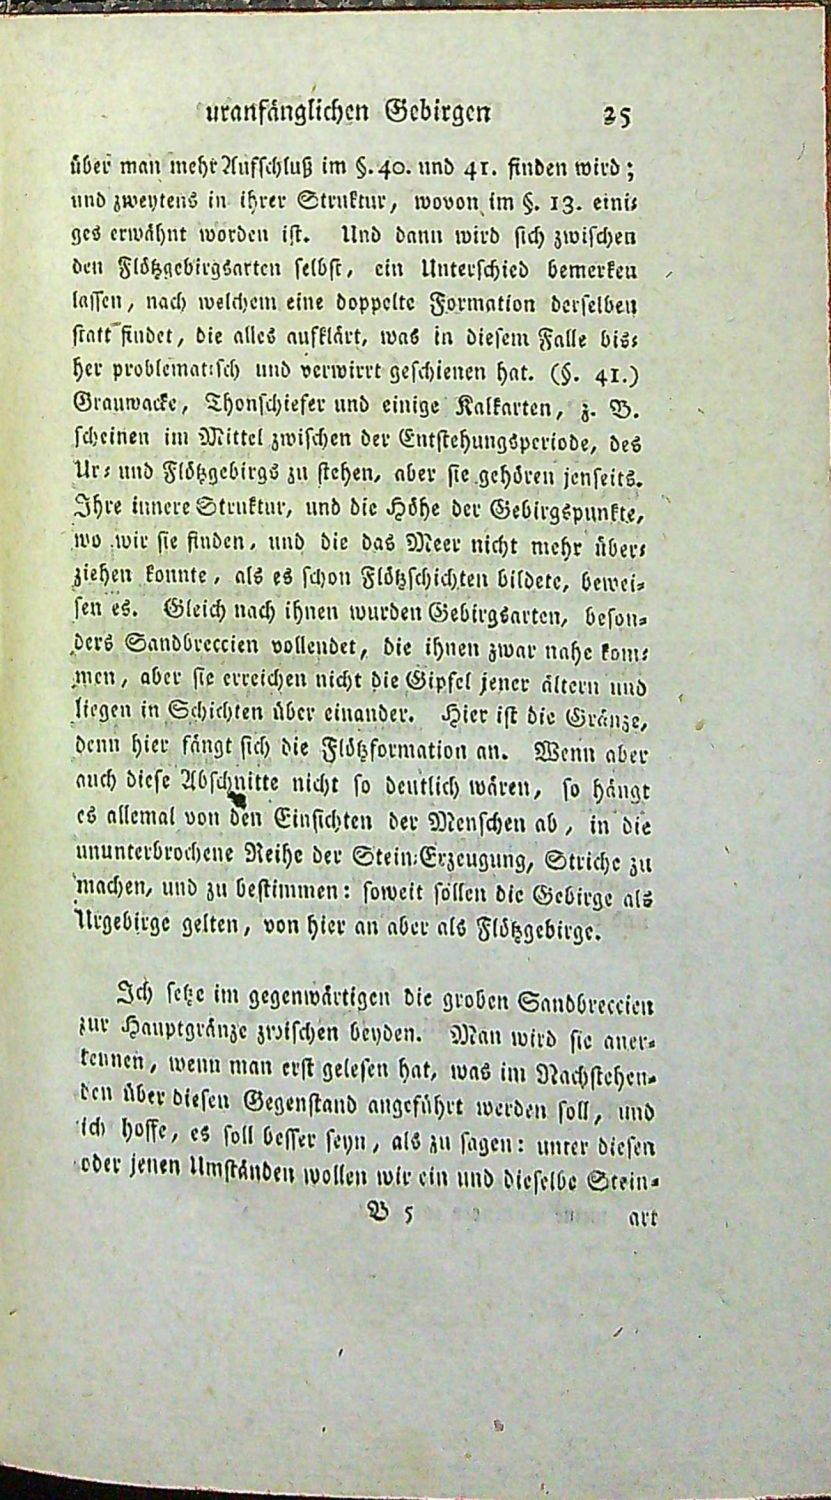 uranfänglichen Gebirgen 25
über man mehr Aufschluß im §. 40. und 41. finden wird;
und zweytens in ihrer Struktur, wovon im §. 13. eini-
ges erwähnt worden ist. Und dann wird sich zwischen
den Flötzgebirgsarten selbst, ein Unterschied bemerken
lassen, nach welchem eine doppelte Formation derselben
statt findet, die alles aufklärt, was in diesem Falle bis-
her problematisch und verwirrt geschienen hat. (§. 41.)
Grauwacke, Thonschiefer und einige Kalkarten, z. B.
scheinen im Mittel zwischen der Entstehungsperiode, des
Ur- und Flötzgebirgs zu stehen, aber sie gehören jenseits.
Ihre innere Struktur, und die Höhe der Gebirgspunkte,
wo wir sie finden, und die das Meer nicht mehr über-
ziehen konnte, als es schon Flötzschichten bildete, bewei-
sen es. Gleich nach ihnen wurden Gebirgsarten, beson-
ders Sandbreccien vollendet, die ihnen zwar nahe kom-
men, aber sie erreichen nicht die Gipfel jener ältern und
liegen in Schichten über einander. Hier ist die Gränze,
denn hier fängt sich die Flötzformation an. Wenn aber
auch diese Abschnitte nicht so deutlich wären, so hängt
es allemal von den Einsichten der Menschen ab, in die
ununterbrochene Reihe der Stein-Erzeugung, Striche zu
machen, und zu bestimmen: soweit sollen die Gebirge als
Urgebirge gelten, von hier an aber als Flötzgebirge.
Ich setze im gegenwärtigen die groben Sandbreccien
zur Hauptgränze zwischen beyden. Man wird sie aner-
kennen, wenn man erst gelesen hat, was im Nachstehen-
den über diesen Gegenstand angeführt werden soll, und
ich hoffe, es soll besser seyn, als zu sagen: unter diesen
oder jenen Umständen wollen wir ein und dieselbe Stein-
B 5 art